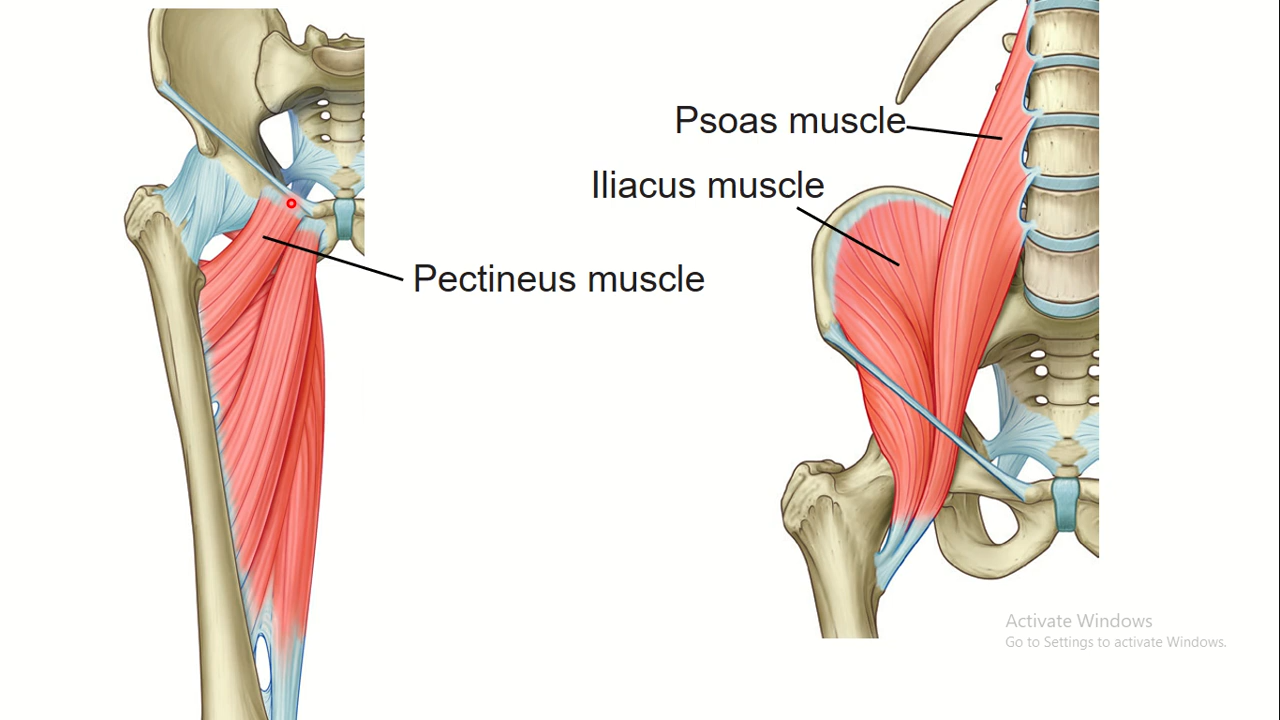 Psoas muscle
Iliacus muscle
Pectineus muscle
Activate Windows
Go to Settings to activate Windows.